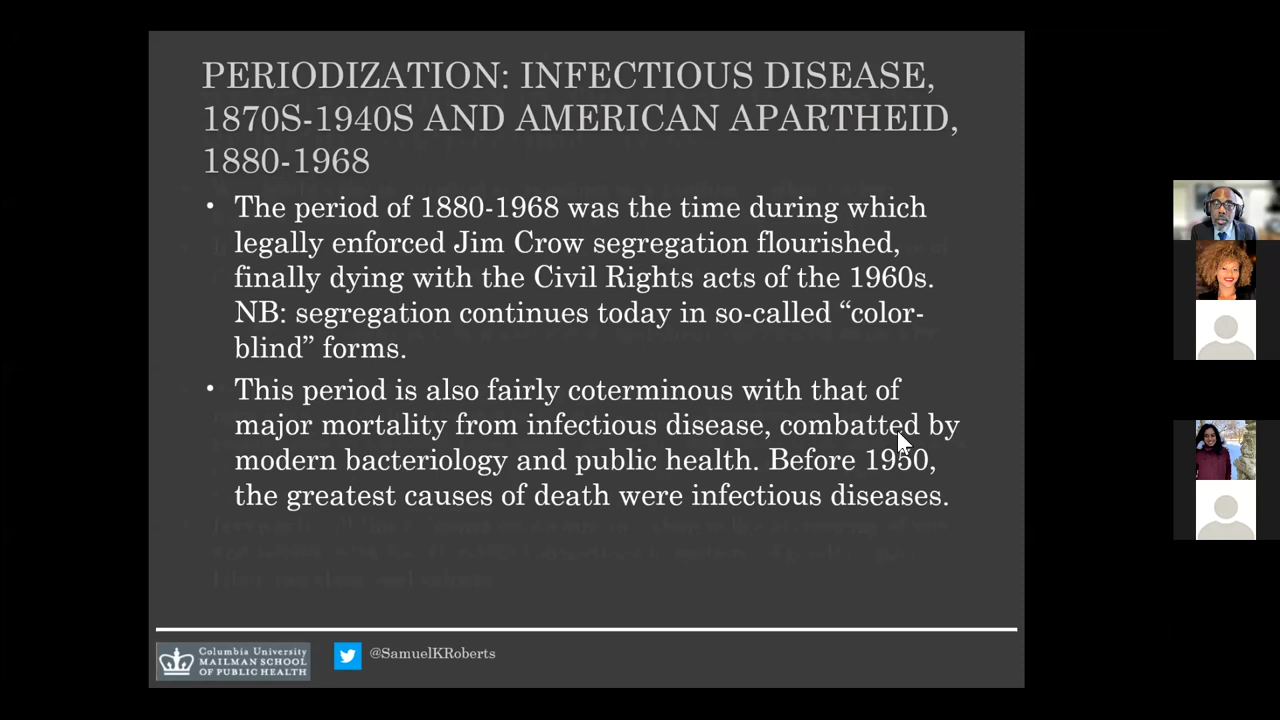 PERIODIZATION: INFECTIOUS DISEASE,
1870S-1940S AND AMERICAN APARTHEID,
1880-1968
• The period of 1880-1968 was the time during which
legally enforced Jim Crow segregation flourished,
finally dying with the Civil Rights acts of the 1960s.
NB: segregation continues today in so-called “color-
blind” forms.
• This period is also fairly coterminous with that of
major mortality from infectious disease, combatted by
modern bacteriology and public health. Before 1950,
the greatest causes of death were infectious diseases.
Columbia University
MAILMAN SCHOOL
OF PUBLIC HEALTH
@SamuelKRoberts